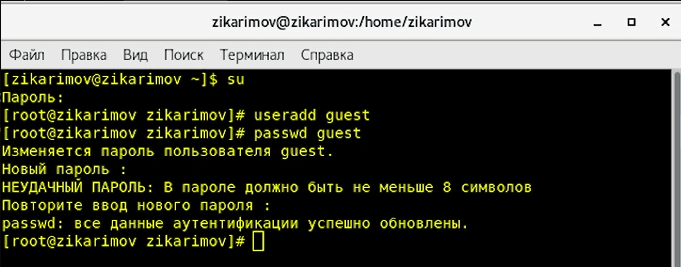 zikarimov@zikarimov:/home/zikarimov
Файл Правка Вид Поиск Терминал Справка
[zikarimov@zikarimov ~]$ su
Пароль:
[root@zikarimov zikarimov]# useradd guest
[root@zikarimov zikarimov]# passwd guest
Изменяется пароль пользователя guest.
Новый пароль :
НЕУДАЧНЫЙ ПАРОЛЬ: В пароле должно быть не меньше 8 символов
Повторите ввод нового пароля :
passwd: все данные аутентификации успешно обновлены.
[root@zikarimov zikarimov]#